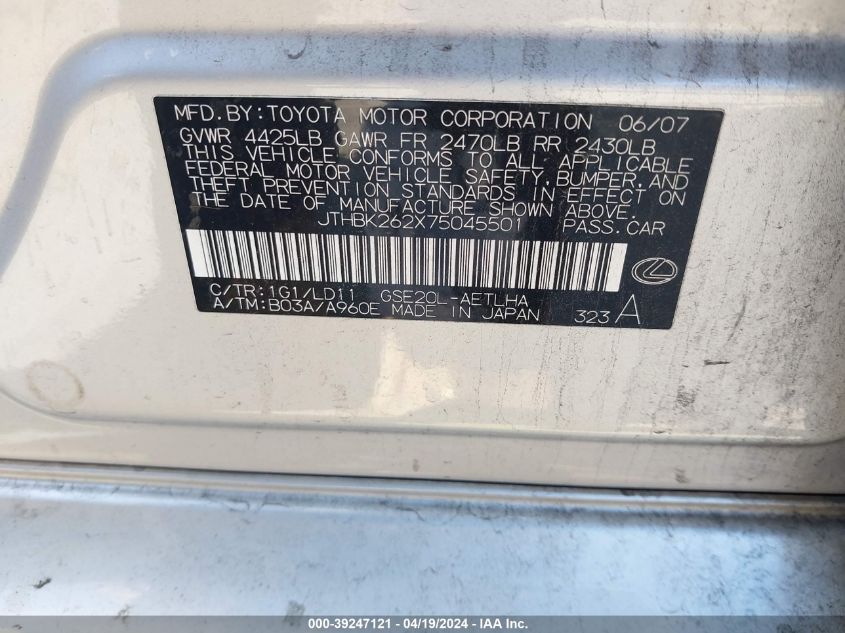 MFD.BY:TOYOTA MOTOR CORPORATION 06/07
GVWR 4425LB GAWR FR 2470LB RR 2430LB
THIS VEHICLE CONFORMS TO ALL APPLICABLE
FEDERAL MOTOR VEHICLE SAFETY,BUMPER,AND
THEFT PREVENTION STANDARDS IN EFFECT ON
THE DATE OF MANUFACTURE SHOWN ABOVE.
JTHBK262X75045501 PASS.CAR
C/TR:1G1/LD11 GSE20L-AETLHA
A/TM:B03A/A960E MADE IN JAPAN 323 A
000-39247121 - 04/19/2024 - IAA Inc.